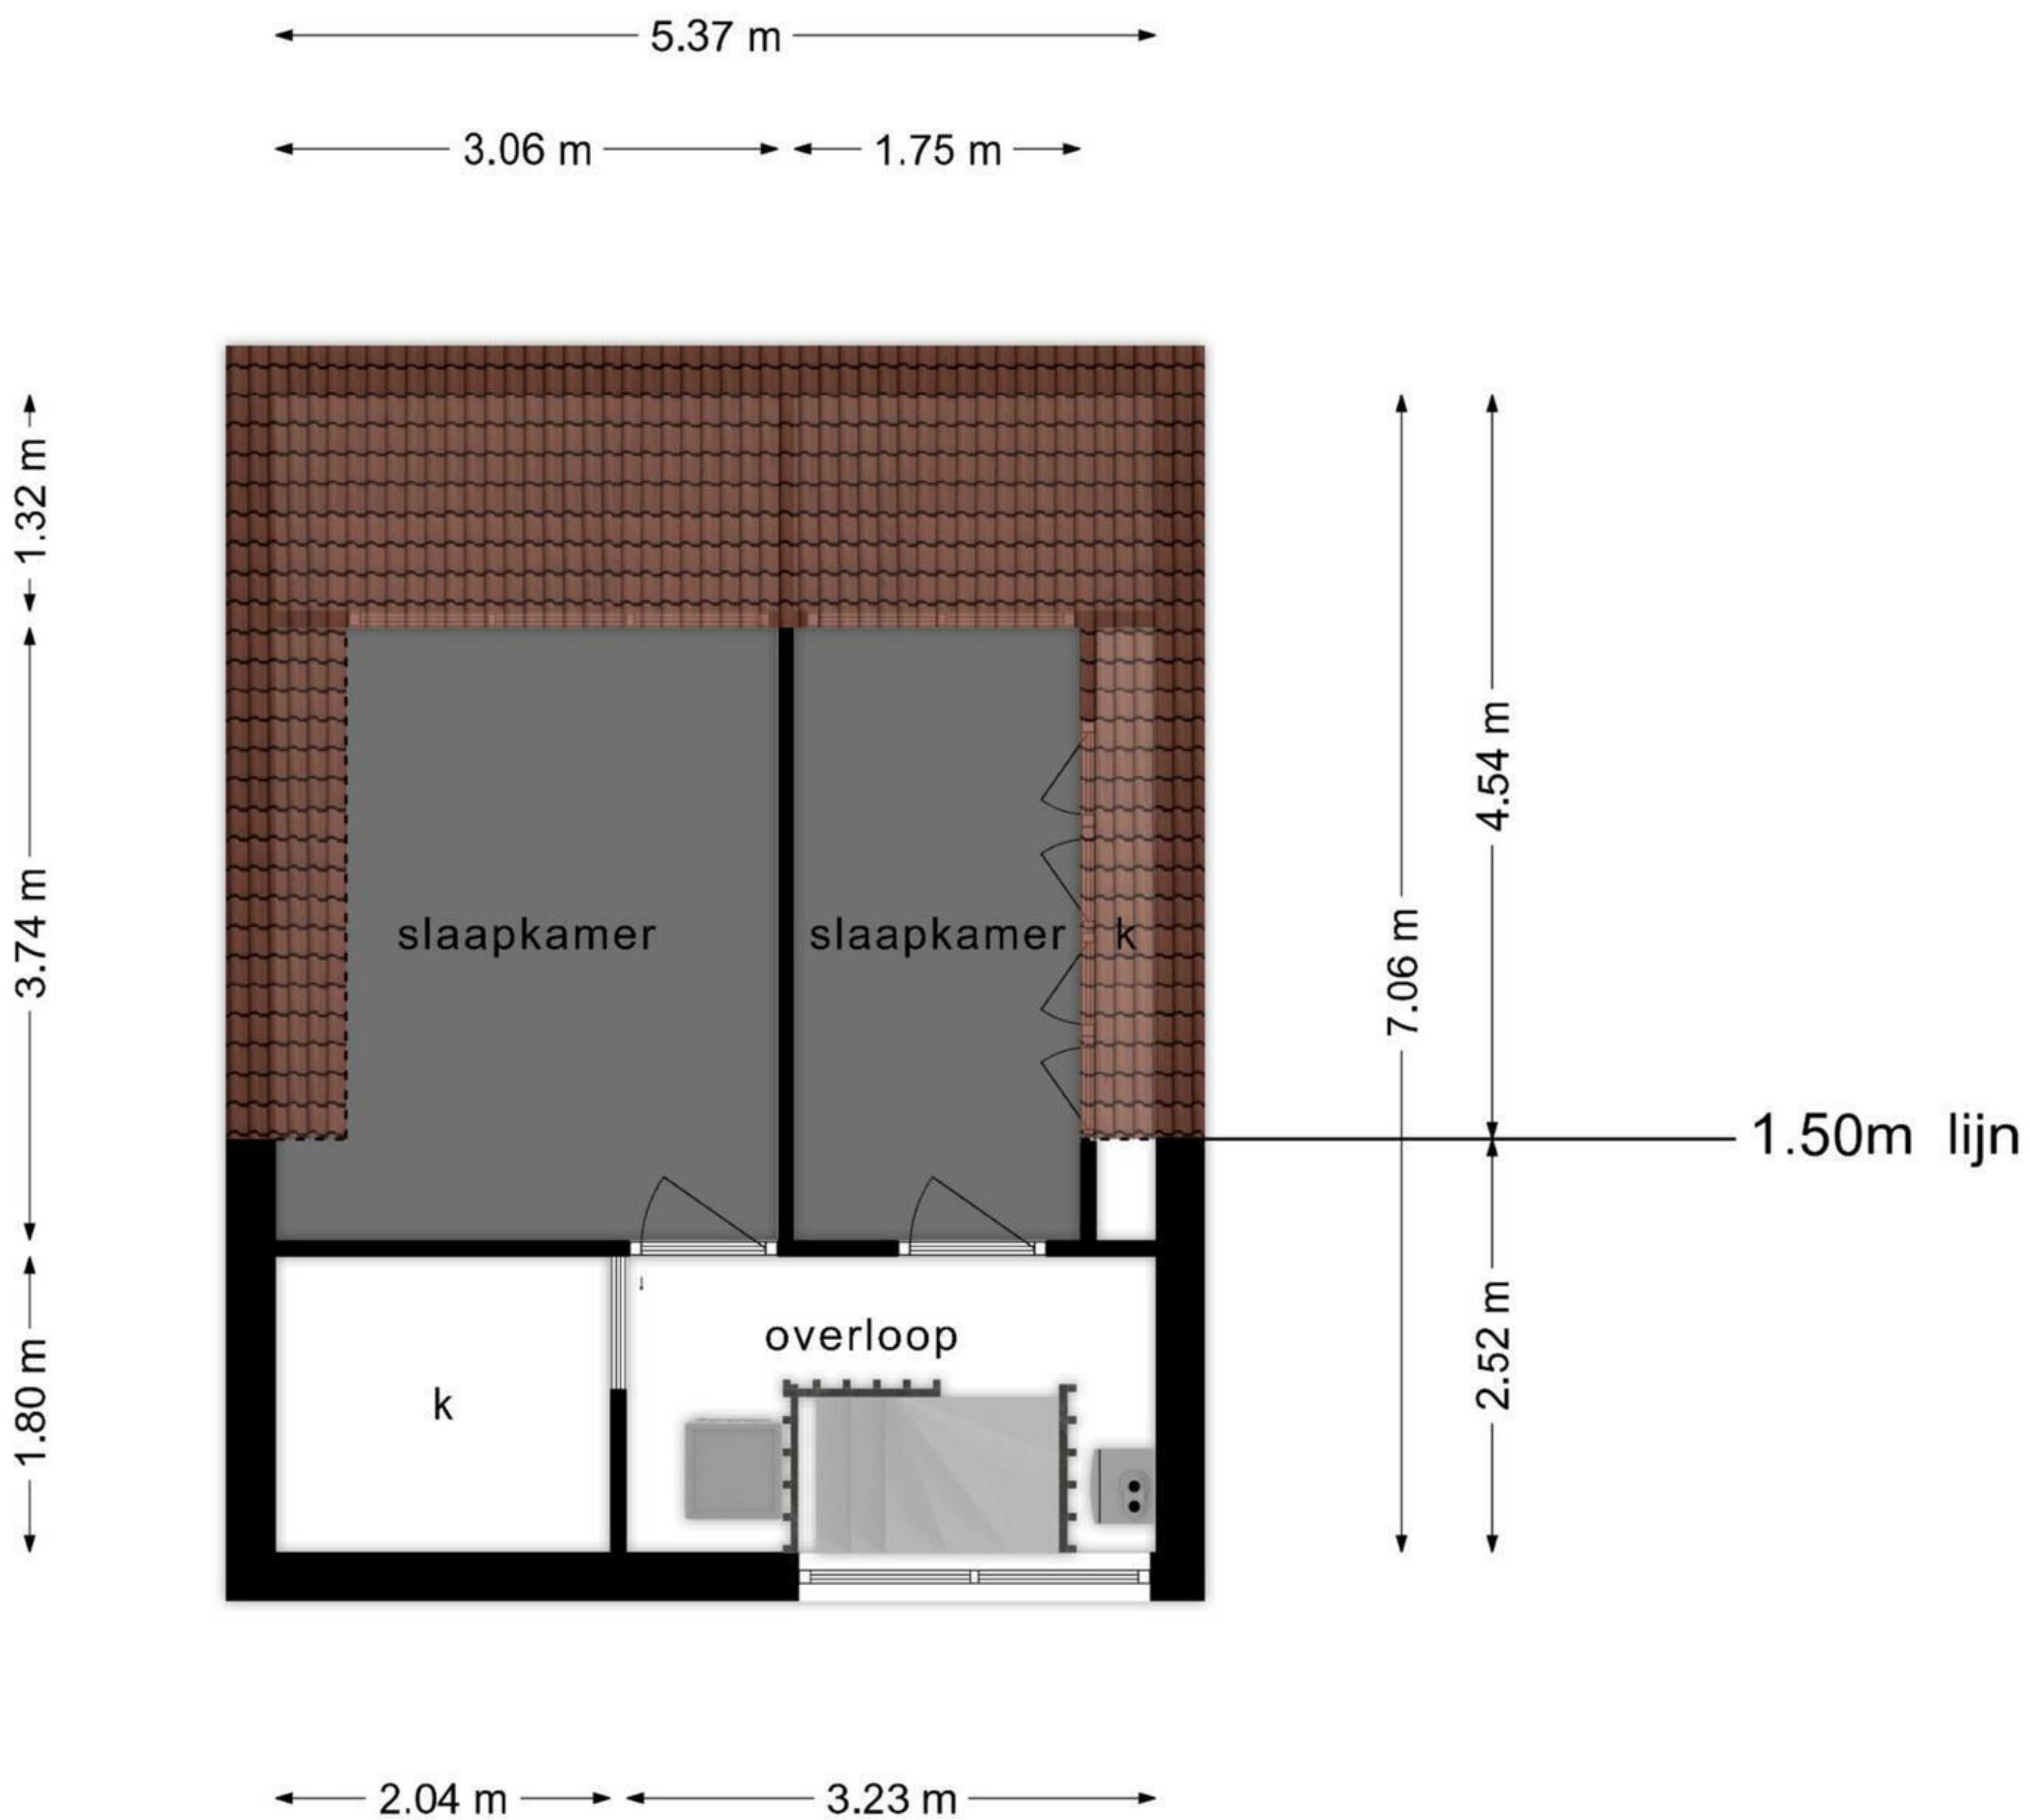 5.37 m
3.06 m
1.75 m
1.32 m
3.74 m
1.80 m
7.06 m
4.54 m
2.52 m
1.50m lijn
slaapkamer
slaapkamer
k
overloop
k
2.04 m
3.23 m